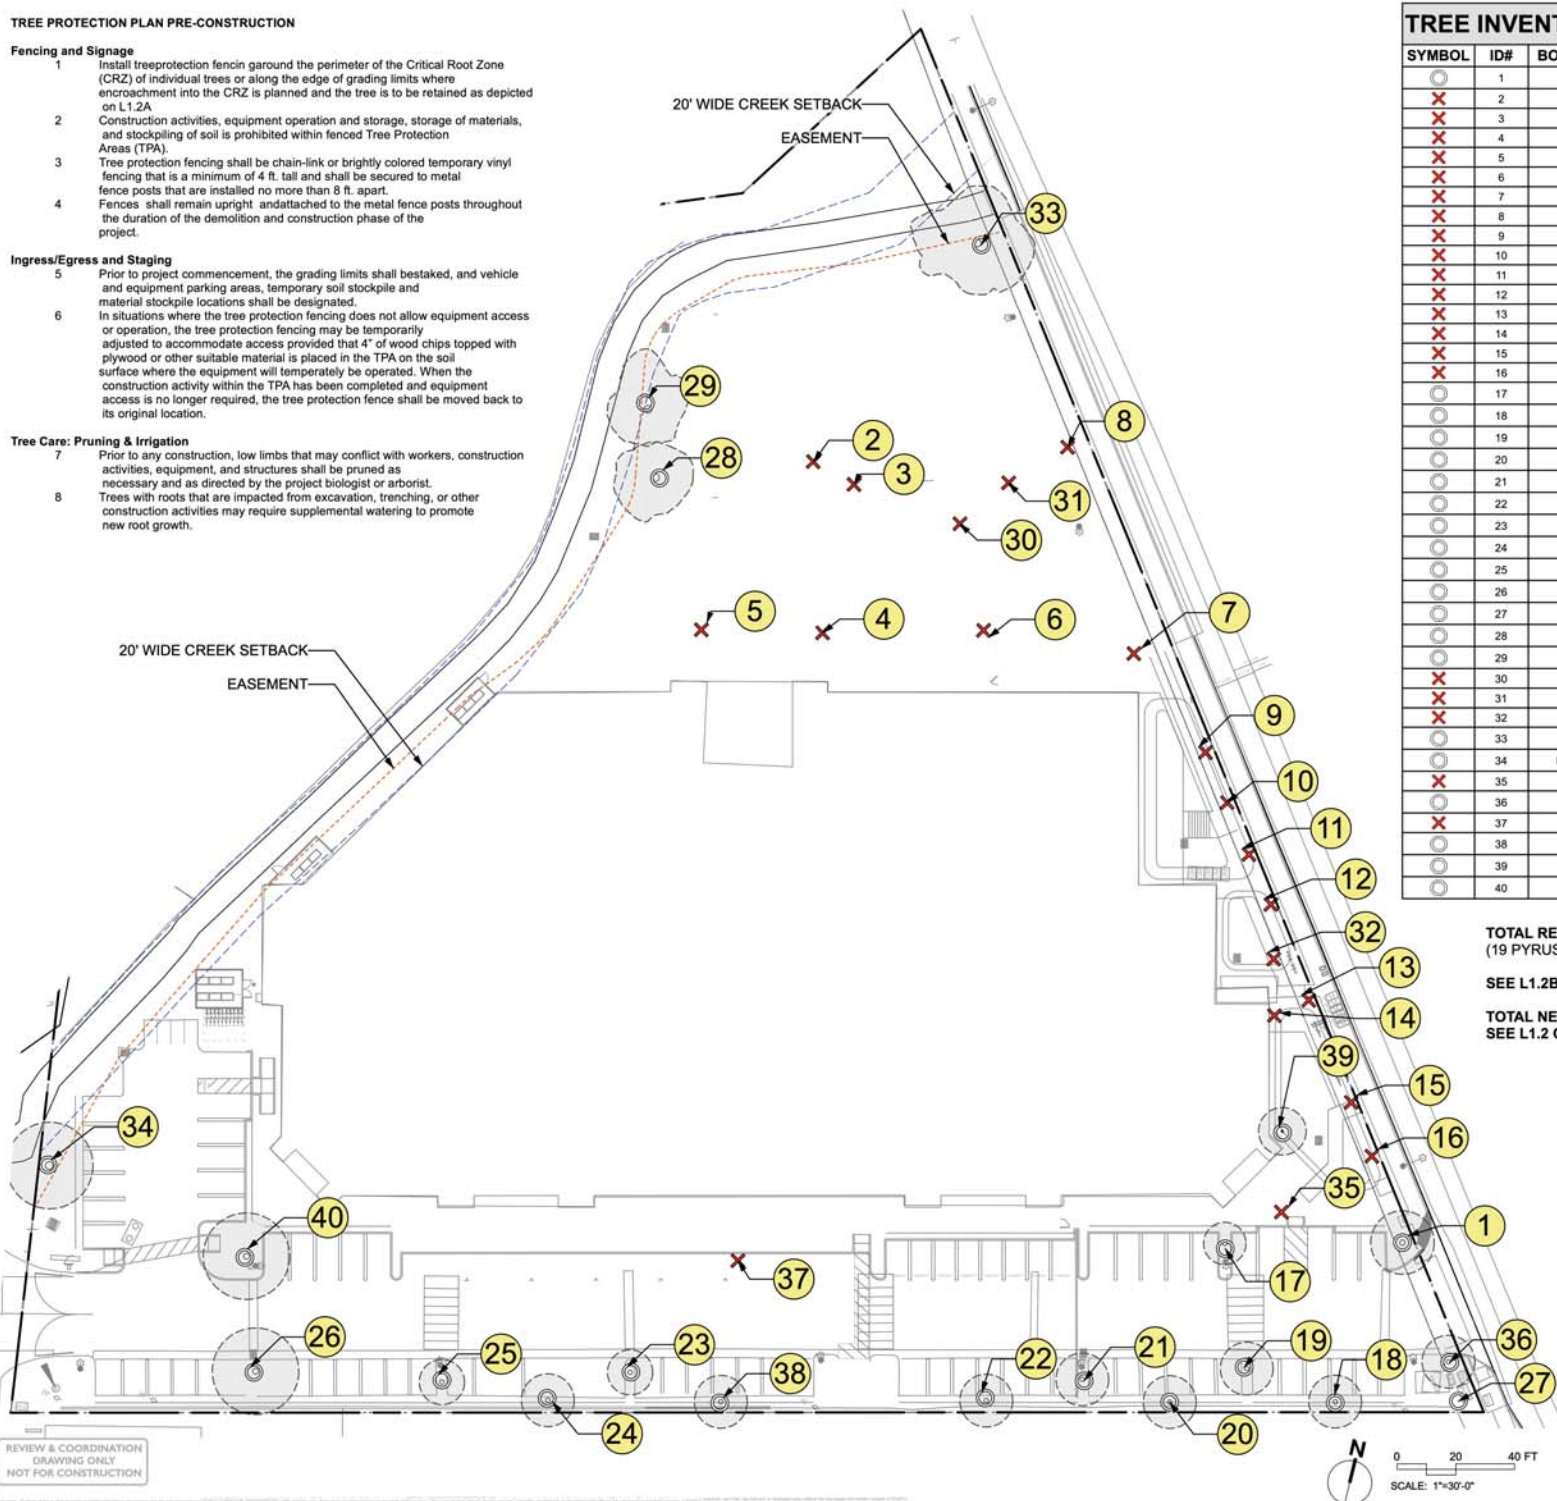 TREE PROTECTION PLAN PRE-CONSTRUCTION
Fencing and Signage
1 Install treeprotection fencin garound the perimeter of the Critical Root Zone
(CRZ) of individual trees or along the edge of grading limits where
encroachment into the CRZ is planned and the tree is to be retained as depicted
on L1.2A
2 Construction activities, equipment operation and storage, storage of materials,
and stockpiling of soil is prohibited within fenced Tree Protection
Areas (TPA).
3 Tree protection fencing shall be chain-link or brightly colored temporary vinyl
fencing that is a minimum of 4 ft. tall and shall be secured to metal
fence posts that are installed no more than 8 ft. apart.
4 Fences shall remain upright andattached to the metal fence posts throughout
the duration of the demolition and construction phase of the
project.
Ingress/Egress and Staging
5 Prior to project commencement, the grading limits shall bestaked, and vehicle
and equipment parking areas, temporary soil stockpile and
material stockpile locations shall be designated.
6 In situations where the tree protection fencing does not allow equipment access
or operation, the tree protection fencing may be temporarily
adjusted to accommodate access provided that 4" of wood chips topped with
plywood or other suitable material is placed in the TPA on the soil
surface where the equipment will temperately be operated. When the
construction activity within the TPA has been completed and equipment
access is no longer required, the tree protection fence shall be moved back to
its original location.
Tree Care: Pruning & Irrigation
7 Prior to any construction, low limbs that may conflict with workers, construction
activities, equipment, and structures shall be pruned as
necessary and as directed by the project biologist or arborist.
8 Trees with roots that are impacted from excavation, trenching, or other
construction activities may require supplemental watering to promote
new root growth.
20' WIDE CREEK SETBACK
EASEMENT
33
29
28
2
3
8
31
30
5
4
6
7
20' WIDE CREEK SETBACK
EASEMENT
9
10
11
12
32
13
14
39
15
16
34
35
1
40
37
17
26
25
23
38
22
21
19
18
36
27
24
20
TREE INVENT
SYMBOL ID# BO
1
2
3
4
5
6
7
8
9
10
11
12
13
14
15
16
17
18
19
20
21
22
23
24
25
26
27
28
29
30
31
32
33
34
35
36
37
38
39
40
TOTAL RE
(19 PYRUS
SEE L1.2B
TOTAL NE
SEE L1.2
REVIEW & COORDINATION
DRAWING ONLY
NOT FOR CONSTRUCTION
N
0 20 40 FT
SCALE: 1"=30'-0"